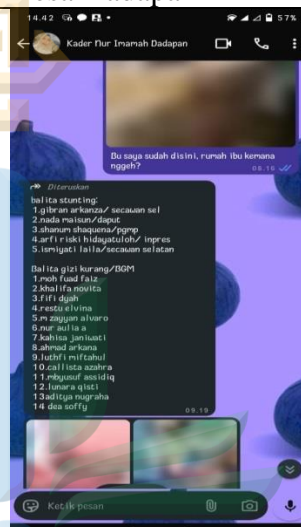 14.42
57%
Kader Nur Imamah Dadapan
Bu saya sudah disini, rumah ibu kemana
nggeh?
08.16
Diteruskan
balita stunting:
1.gibran arkanza/ secawan sel
2.nada maisun/daput
3.shanum shaquena/pgmp
4.arfi riski hidayatuloh/ inpres
5.ismiyati laila/secawan selatan
Balita gizi kurang/BGM
1.moh fuad faiz
2.khalifa novita
3.fifi dyah
4.restu elvina
5.m zayyan alvaro
6.nur aulia a
7.kahisa janiwati
8.ahmad arkana
9.luthfi miftahul
10.callista azahra
11.mbyusuf assidiq
12.lunara qisti
13aditya nugraha
14 dea soffy
09.19
Ketik pesan